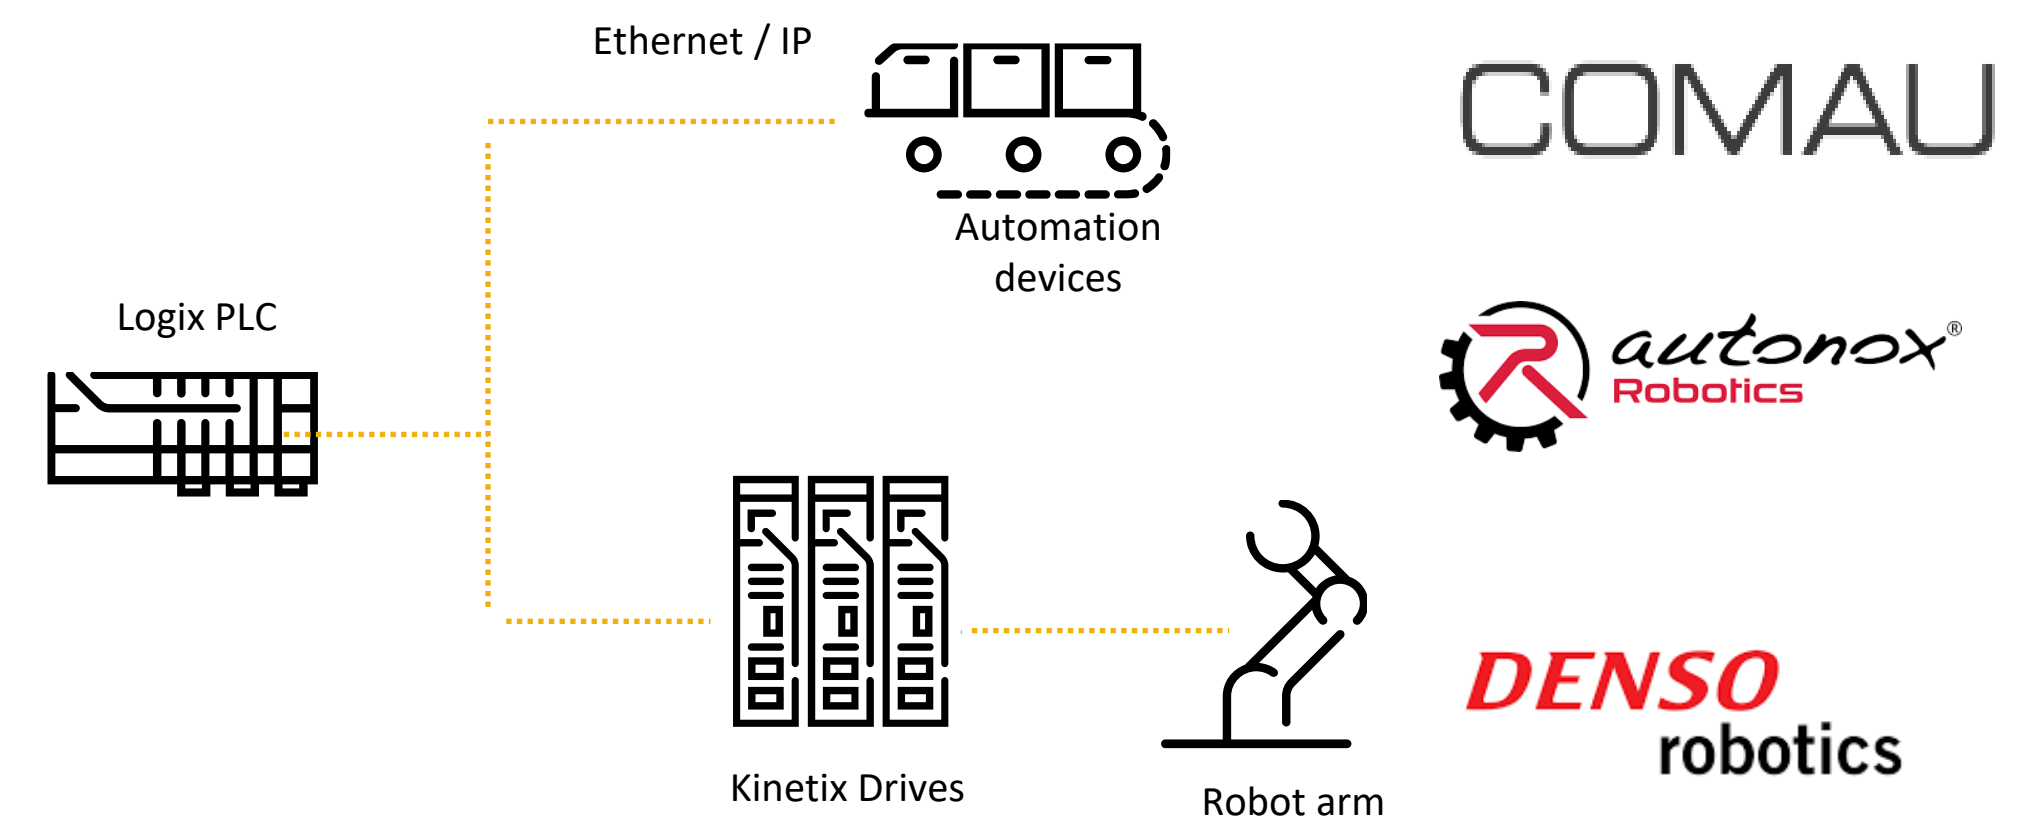 Ethernet / IP
COMAU
Automation
devices
Logix PLC
autonox®
Robotics
DENSO
robotics
Kinetix Drives
Robot arm